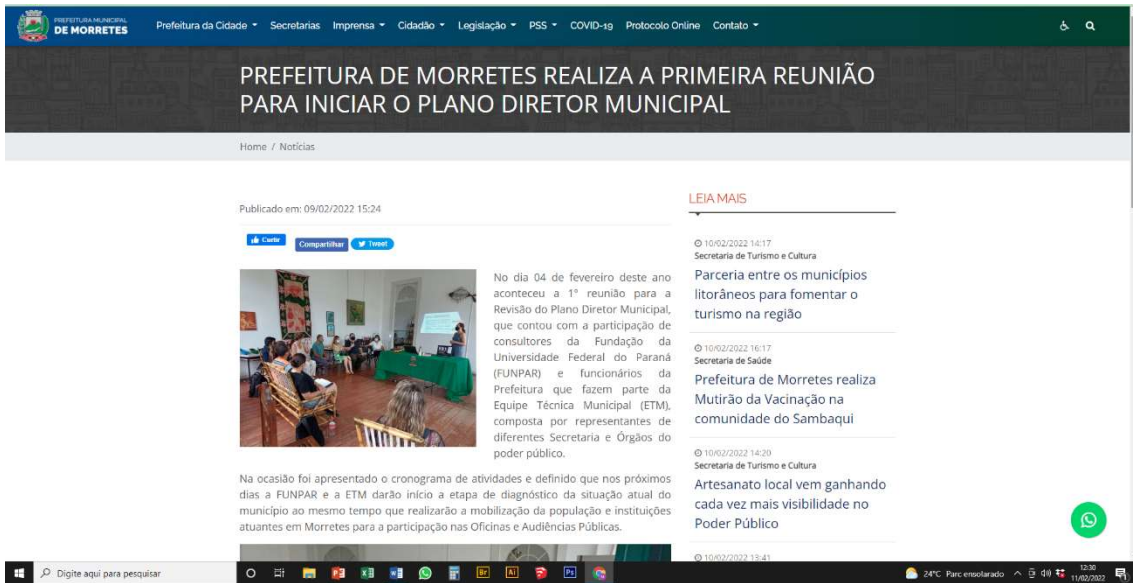 PREFEITURA MUNICIPAL
DE MORRETES
Prefeitura da Cidade Secretarias Imprensa Cidadão Legislação PSS COVID-19 Protocolo Online Contato
PREFEITURA DE MORRETES REALIZA A PRIMEIRA REUNIÃO
PARA INICIAR O PLANO DIRETOR MUNICIPAL
Home / Notícias
Publicado em: 09/02/2022 15:24
Curtir Compartilhar Tweet
No dia 04 de fevereiro deste ano
aconteceu a 1° reunião para a
Revisão do Plano Diretor Municipal,
que contou com a participação de
consultores da Fundação da
Universidade Federal do Paraná
(FUNPAR) e funcionários da
Prefeitura que fazem parte da
Equipe Técnica Municipal (ETM),
composta por representantes de
diferentes Secretaria e Órgãos do
poder público.
Na ocasião foi apresentado o cronograma de atividades e definido que nos próximos
dias a FUNPAR e a ETM darão início a etapa de diagnóstico da situação atual do
município ao mesmo tempo que realizarão a mobilização da população e instituições
atuantes em Morretes para a participação nas Oficinas e Audiências Públicas.
LEIA MAIS
10/02/2022 14:17
Secretaria de Turismo e Cultura
Parceria entre os municípios
litorâneos para fomentar o
turismo na região
10/02/2022 16:17
Secretaria de Saúde
Prefeitura de Morretes realiza
Mutirão da Vacinação na
comunidade do Sambaqui
10/02/2022 14:20
Secretaria de Turismo e Cultura
Artesanato local vem ganhando
cada vez mais visibilidade no
Poder Público
10/02/2022 13:41
Digite aqui para pesquisar
Br Ai Ps
24°C Parc ensolarado
12:30
11/02/2022